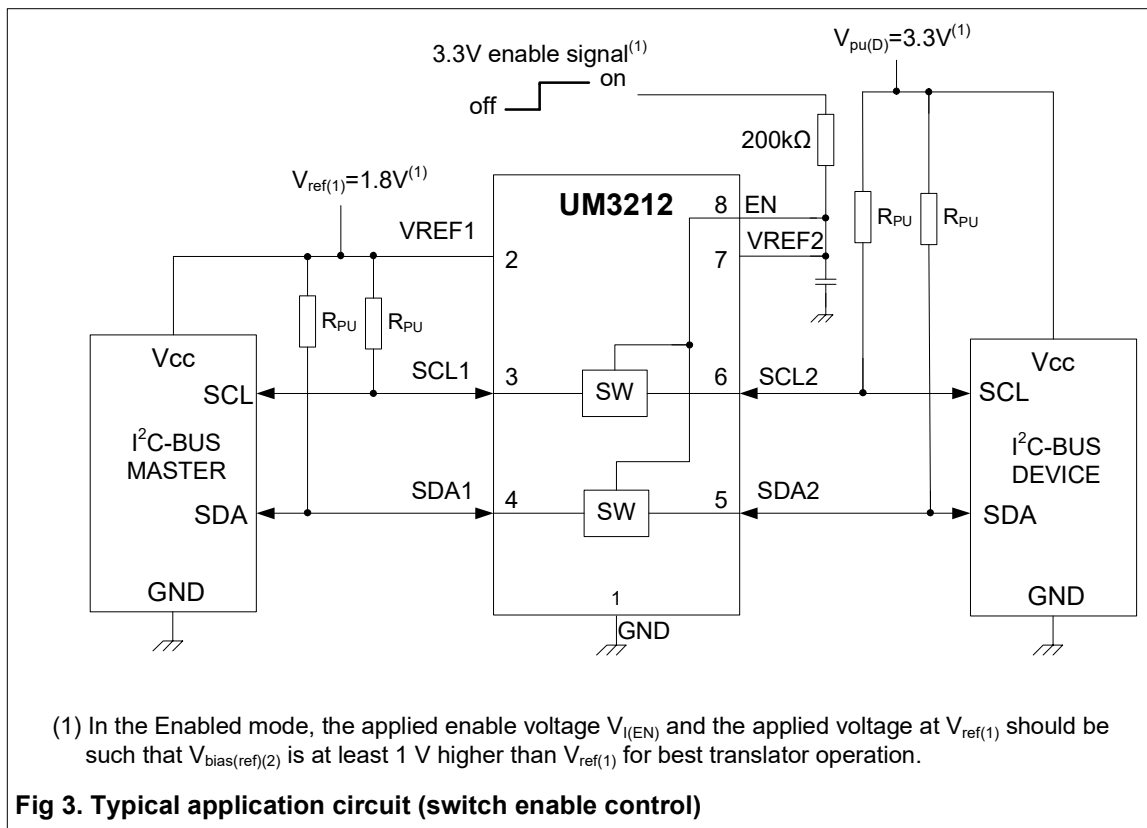 3.3V enable signal(1)
off
on
Vpu(D)=3.3V(1)
200kΩ
Vref(1)=1.8V(1)
UM3212
8 EN
RPU
RPU
VREF1
VREF2
2
7
RPU
RPU
Vcc
Vcc
SCL1
3
SW
6
SCL2
SCL
SCL
I2C-BUS
MASTER
I2C-BUS
DEVICE
SDA1
4
SW
5
SDA2
SDA
SDA
GND
GND
1
GND
(1) In the Enabled mode, the applied enable voltage VI(EN) and the applied voltage at Vref(1) should be
such that Vbias(ref)(2) is at least 1 V higher than Vref(1) for best translator operation.
Fig 3. Typical application circuit (switch enable control)